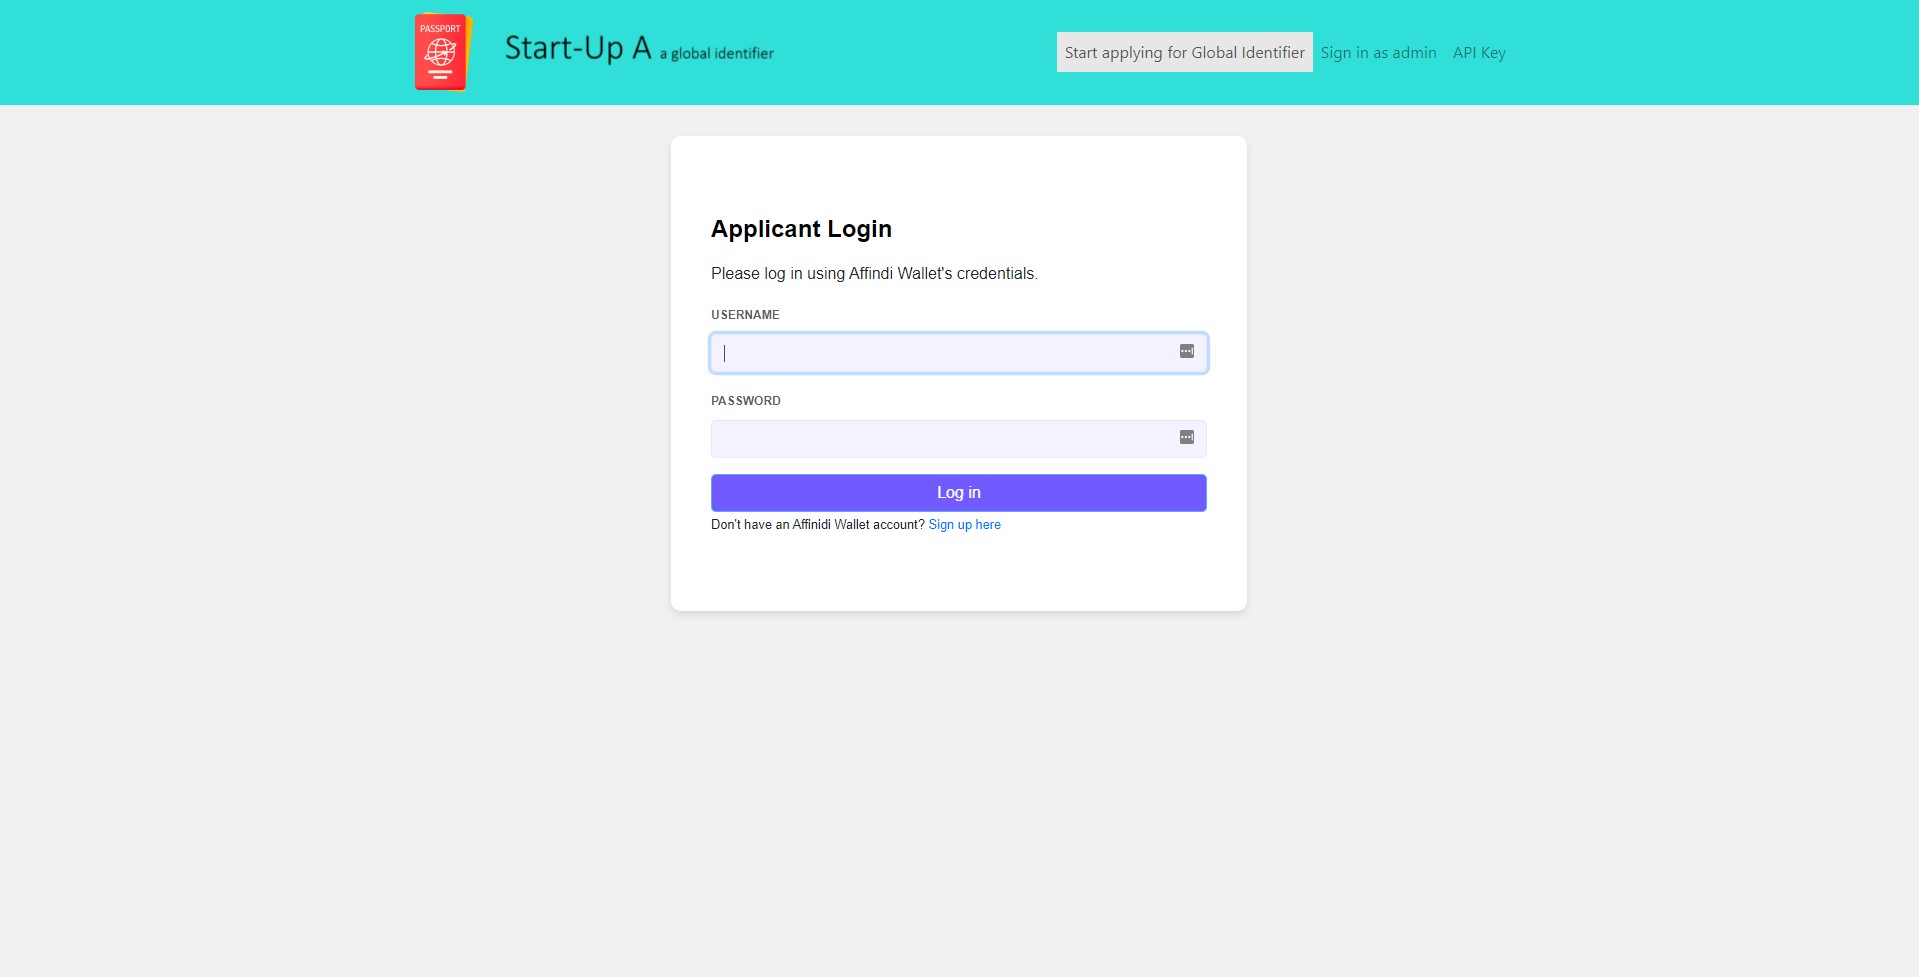 PASSPORT
Start-Up A a global identifier
Start applying for Global Identifier Sign in as admin API Key
Applicant Login
Please log in using Affindi Wallet's credentials.
USERNAME
PASSWORD
Log in
Don't have an Affinidi Wallet account? Sign up here